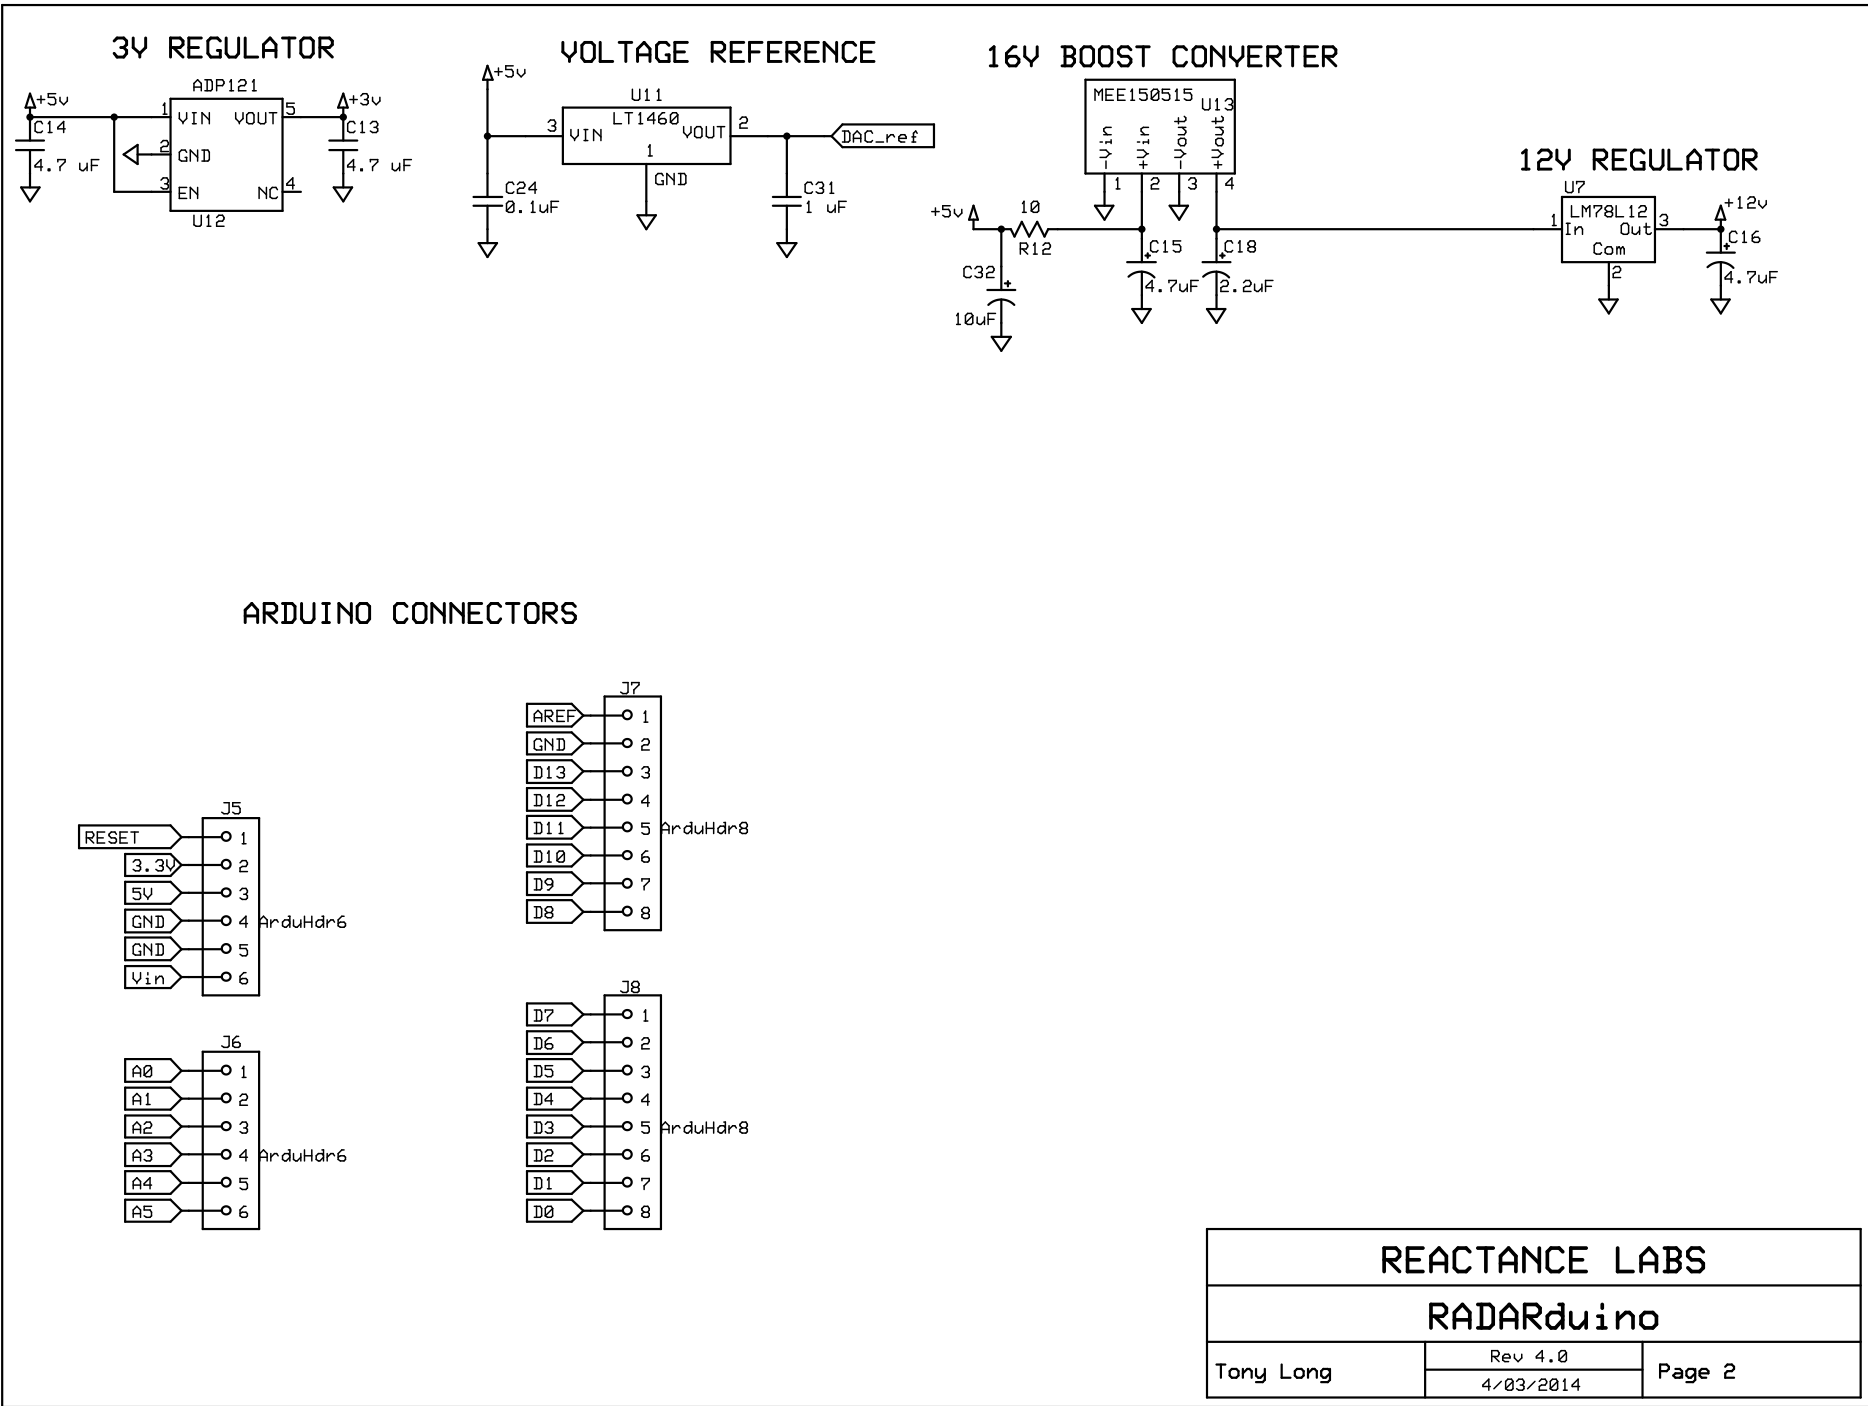 3V REGULATOR
ADP121
+5v
C14
4.7 uF
1 VIN VOUT 5
2 GND
3 EN NC 4
U12
+3v
C13
4.7 uF
VOLTAGE REFERENCE
+5v
U11
LT1460
3 VIN VOUT 2
1
GND
C24
0.1uF
C31
1 uF
DAC_ref
16V BOOST CONVERTER
MEE150515
U13
-Vin +Vin -Vout +Vout
1 2 3 4
+5v
10
R12
C32
+
10uF
C15
+
4.7uF
C18
+
2.2uF
12V REGULATOR
U7
LM78L12
1 In Out 3
Com
2
+12v
C16
+
4.7uF
ARDUINO CONNECTORS
J5
RESET 1
3.3V 2
5V 3
GND 4 ArduHdr6
GND 5
Vin 6
J6
A0 1
A1 2
A2 3
A3 4 ArduHdr6
A4 5
A5 6
J7
AREF 1
GND 2
D13 3
D12 4
D11 5 ArduHdr8
D10 6
D9 7
D8 8
J8
D7 1
D6 2
D5 3
D4 4
D3 5 ArduHdr8
D2 6
D1 7
D0 8
REACTANCE LABS
RADARduino
Tony Long
Rev 4.0
4/03/2014
Page 2